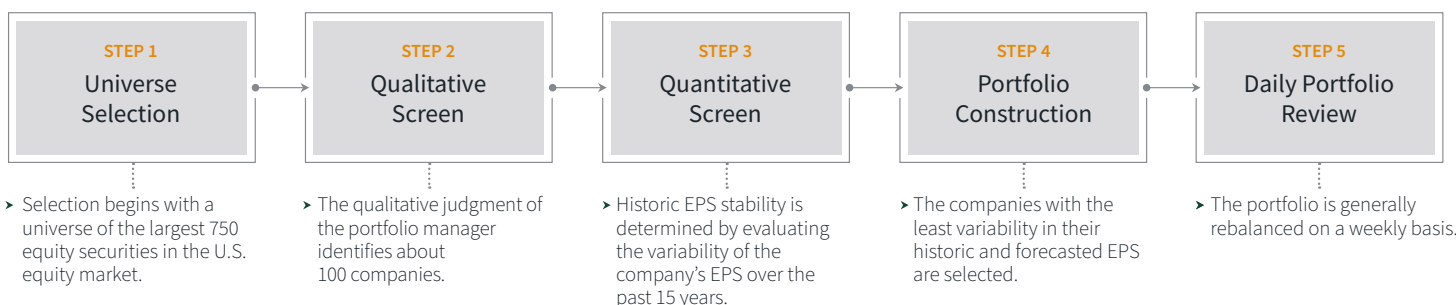 STEP 1
Universe
Selection
STEP 2
Qualitative
Screen
STEP 3
Quantitative
Screen
STEP 4
Portfolio
Construction
STEP 5
Daily Portfolio
Review
➤ Selection begins with a
universe of the largest 750
equity securities in the U.S.
equity market.
➤ The qualitative judgment of
the portfolio manager
identifies about
100 companies.
➤ Historic EPS stability is
determined by evaluating
the variability of the
company’s EPS over the
past 15 years.
➤ The companies with the
least variability in their
historic and forecasted EPS
are selected.
➤ The portfolio is generally
rebalanced on a weekly basis.